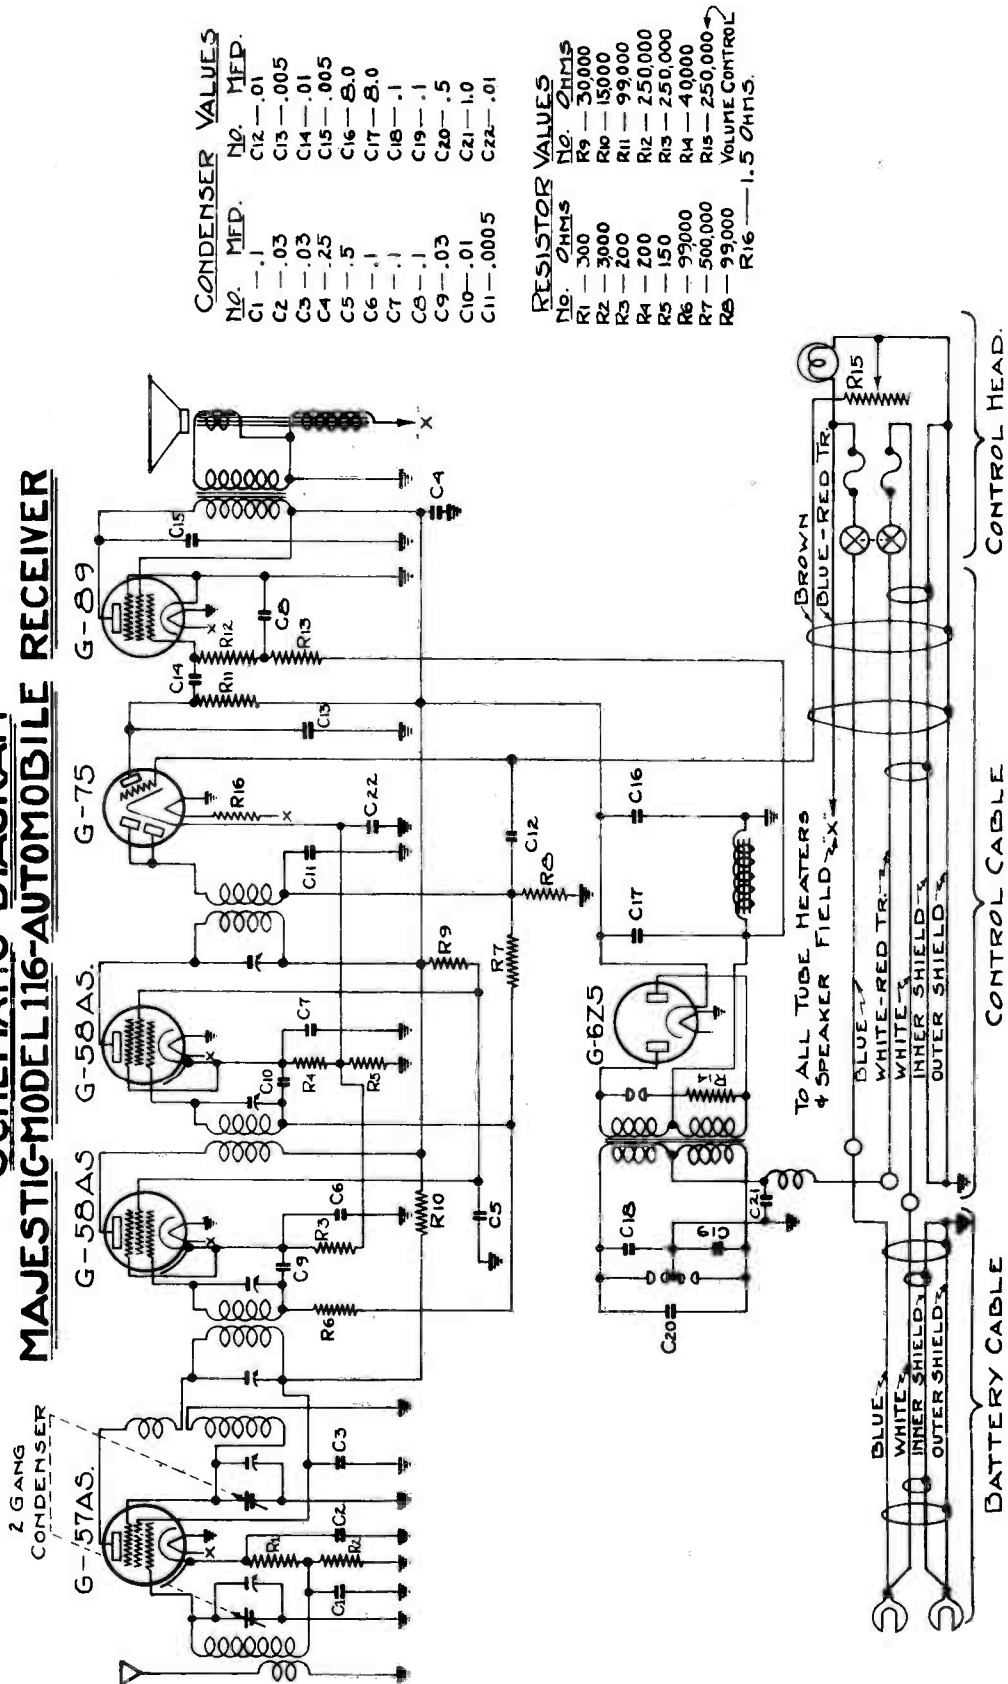 SCHEMATIC DIAGRAM
MAJESTIC-MODEL 116-AUTOMOBILE RECEIVER
2 GANG
CONDENSER
G-57AS.
G-58AS
G-58AS.
G-75
G-89
C1
R1
R2
C2
C3
R6
C9
R3
C6
R10
C5
C10
R4
C7
R5
R9
R7
C11
R16
X
C22
C12
R8
C13
C14
R11
R12
C8
R13
C15
C4
X
X
X
X
X
CONDENSER VALUES
No. MFD. No. MFD.
C1 — .1 C12 — .01
C2 — .03 C13 — .005
C3 — .03 C14 — .01
C4 — .25 C15 — .005
C5 — .5 C16 — 8.0
C6 — .1 C17 — 8.0
C7 — .1 C18 — .1
C8 — .1 C19 — .1
C9 — .03 C20 — .5
C10 — .01 C21 — 1.0
C11 — .0005 C22 — .01
RESISTOR VALUES
No. OHMS No. OHMS
R1 — 300 R9 — 30,000
R2 — 3,000 R10 — 15,000
R3 — 200 R11 — 99,000
R4 — 200 R12 — 250,000
R5 — 150 R13 — 250,000
R6 — 99,000 R14 — 40,000
R7 — 500,000 R15 — 250,000
R8 — 99,000 VOLUME CONTROL
R16 — 1.5 OHMS.
C20
C18
C19
C21
R14
G-6Z5
C17
C16
TO ALL TUBE HEATERS
& SPEAKER FIELD "X"
BROWN
BLUE-RED TR.
R15
BLUE
WHITE-RED TR.
WHITE
INNER SHIELD
OUTER SHIELD
BLUE
WHITE
INNER SHIELD
OUTER SHIELD
BATTERY CABLE
CONTROL CABLE
CONTROL HEAD.